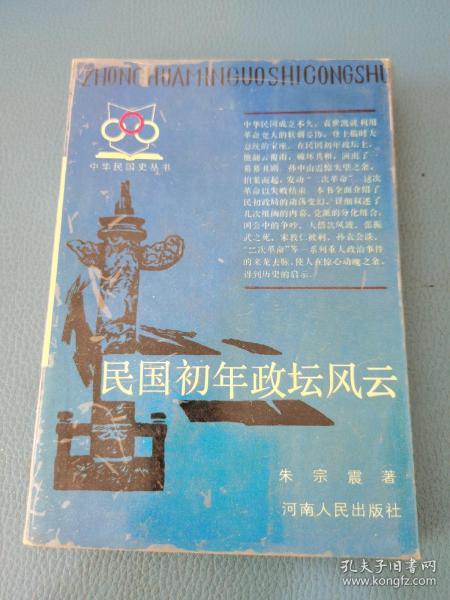 ZHONGHUAMINGUOSHICONGSHU
中华民国史丛书
中华民国成立不久，袁世凯就利用
革命党人的软弱妥协，登上临时大
总统的宝座。在民国初年政坛上，
他翻云覆雨，破坏共和，演出了一
幕幕丑剧。孙中山震惊失望之余，
拍案而起，发动“二次革命”。这次
革命以失败结束。本书全面介绍了
民初政局的动荡变幻，详细叙述了
几次组阁的内幕，党派的分化组合，
国会中的争吵，大借款风波，张振
武之死，宋教仁被刺，孙袁会谈，
“二次革命”等一系列重大政治事件
的来龙去脉，使人在惊心动魄之余，
得到历史的启示。
民国初年政坛风云
朱宗震著
河南人民出版社
孔夫子旧书网
www.kongfz.com